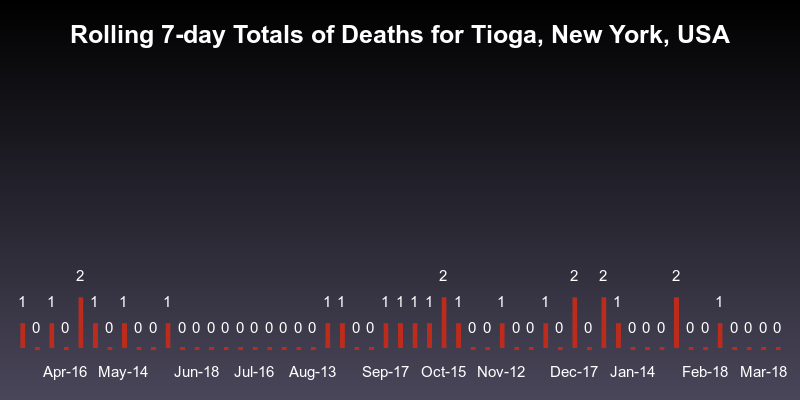 Rolling 7-day Totals of Deaths for Tioga, New York, USA
2 2 2 2 2
1 1 1 1 1 1 1 1 1 1 1 1 1 1 1 1
0 0 0 0 0 0 0 0 0 0 0 0 0 0 0 0 0 0 0 0 0 0 0 0 0 0 0 0 0 0 0 0
Apr-16 May-14 Jun-18 Jul-16 Aug-13 Sep-17 Oct-15 Nov-12 Dec-17 Jan-14 Feb-18 Mar-18